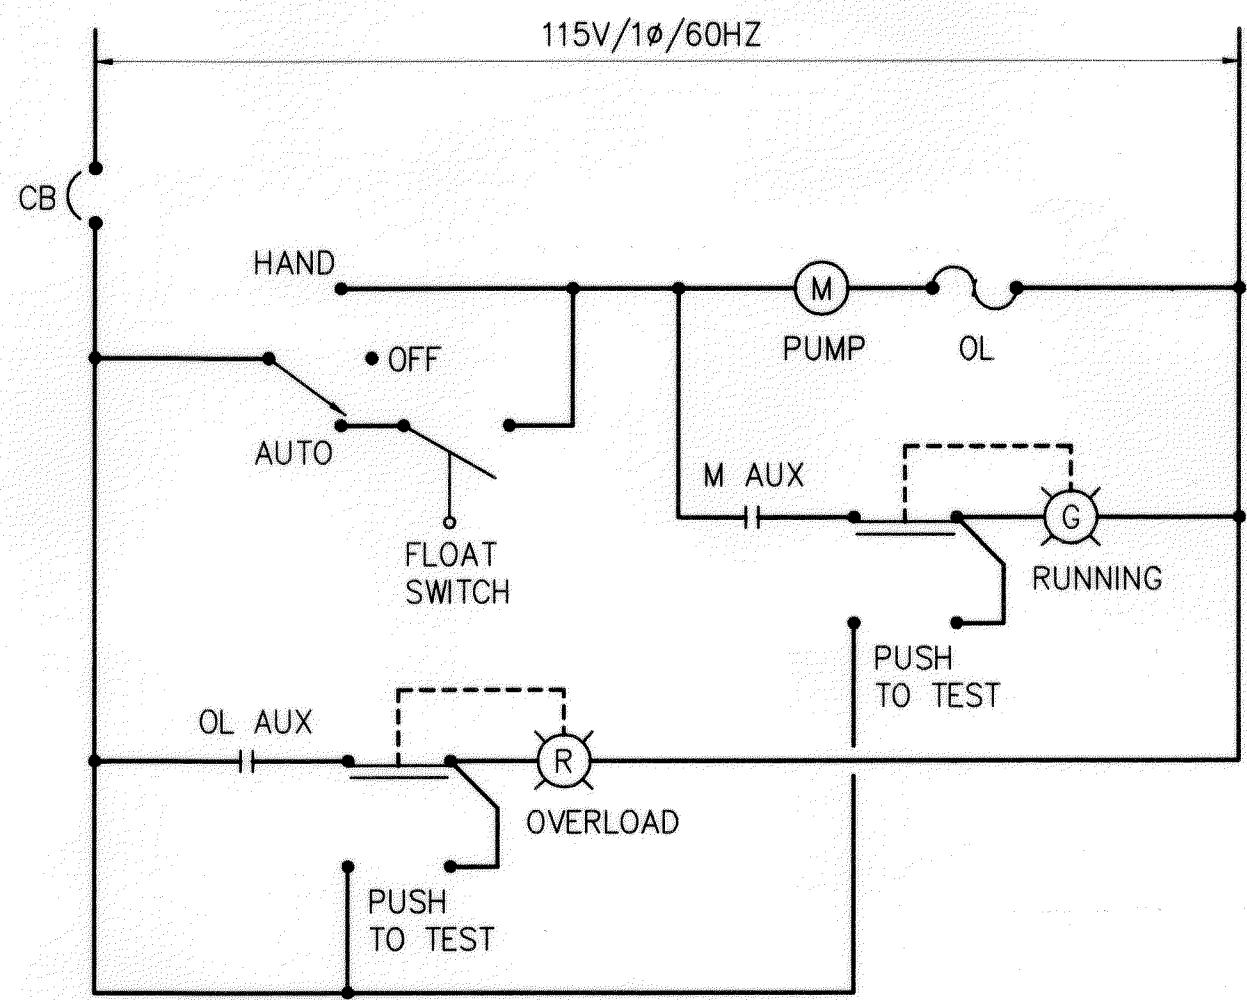 115V/1ø/60HZ
CB
HAND
OFF
M
PUMP
OL
AUTO
M AUX
G
FLOAT
SWITCH
RUNNING
PUSH
TO TEST
OL AUX
R
OVERLOAD
PUSH
TO TEST